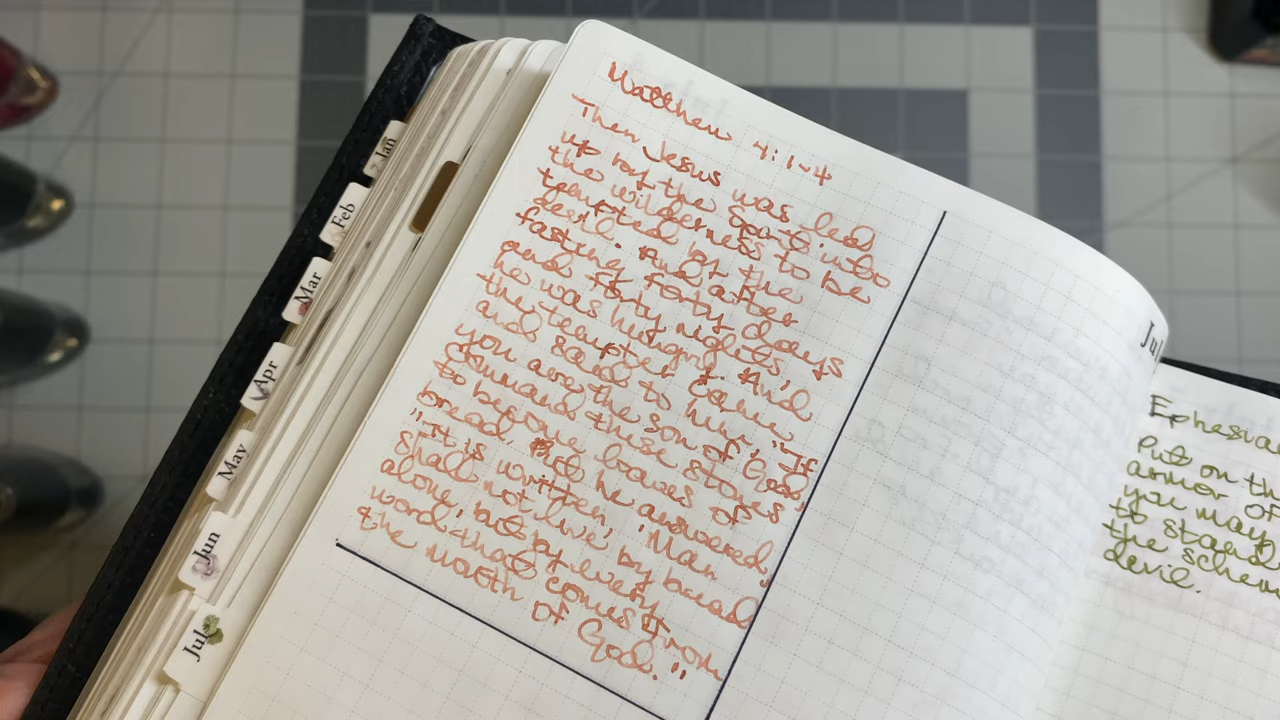 Matthew 4:1-4
Then Jesus was led
up by the Spirit into
the wilderness to be
tempted by the
devil. And after
fasting forty days
and forty nights,
he was hungry. And
the tempter came
and said to him, "If
you are the son of God,
command these stones
to become loaves of
bread. But he answered,
"It is written, 'Man
shall not live by bread
alone, but by every
word that comes from
the mouth of God.'"
Jan
Feb
Mar
Apr
May
Jun
Jul
Jul
Ephesia
Put on th
armor of
you may
to stand
the schem
devil.